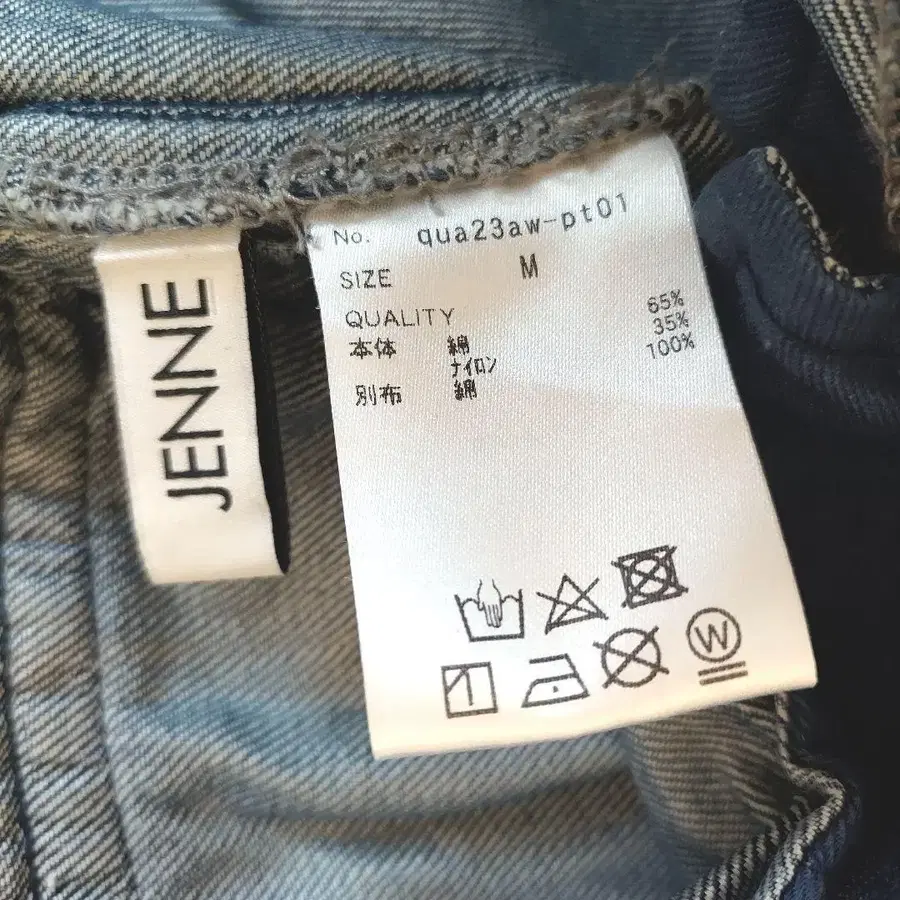 JENNE
No. qua23aw-pt01
SIZE M
QUALITY
本体 綿 65%
ナイロン 35%
別布 綿 100%
W